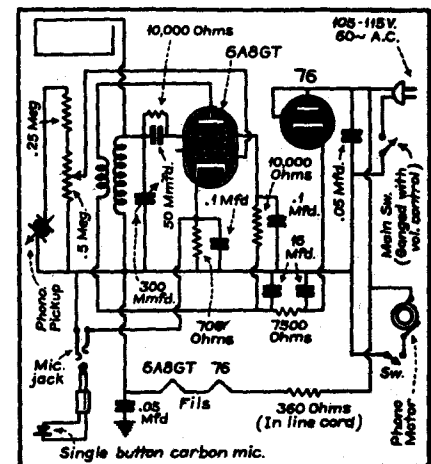 10,000 Ohms
6A8GT
105-115V.
60~ A.C.
76
.25 Meg
.5 Meg.
50 Mmfd.
.1 Mfd
10,000
Ohms
.1
Mfd.
.05 Mfd.
Main Sw.
(Ganged with
vol. control)
Phono.
Pickup
300
Mmfd.
16
Mfd.
700
Ohms
7500
Ohms
Mic.
jack
6A8GT
76
Fils
Sw.
Phono
Motor
.05
Mfd
360 Ohms
(In line cord)
Single button carbon mic.